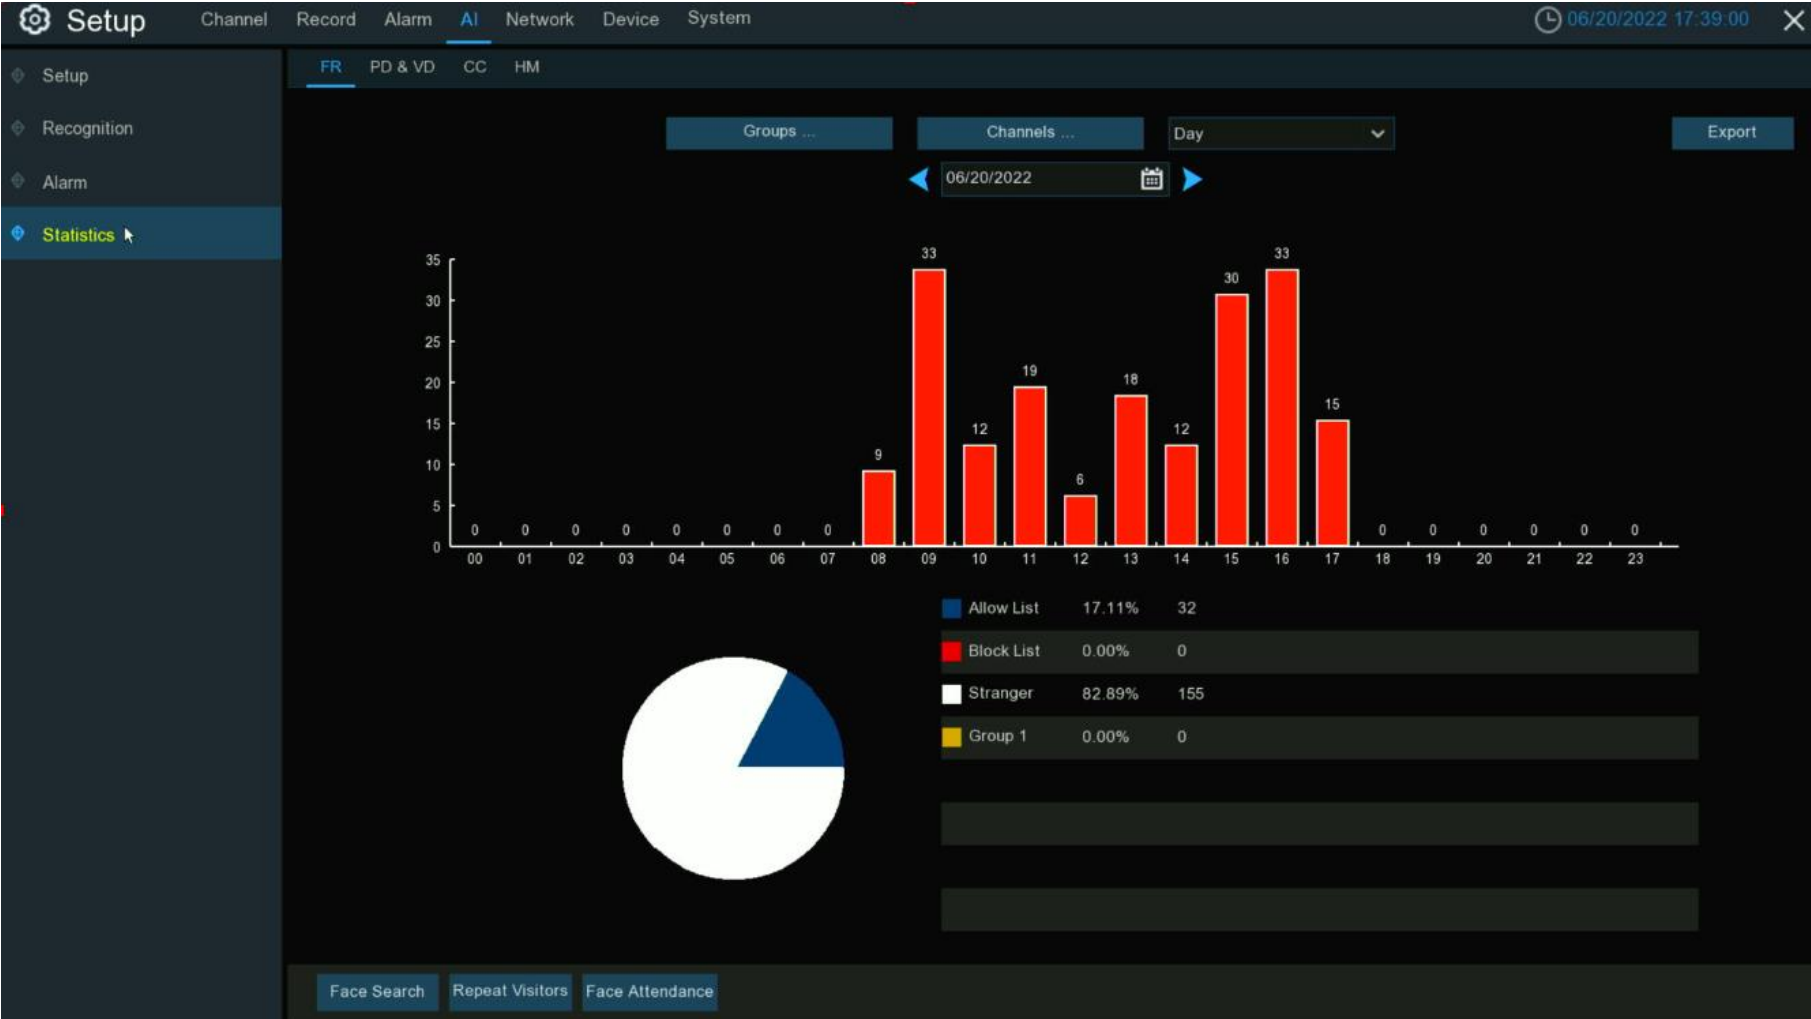 Setup Channel Record Alarm AI Network Device System 06/20/2022 17:39:00
Setup
Recognition
Alarm
Statistics
FR PD & VD CC HM
Groups ... Channels ... Day Export
06/20/2022
35
30
25
20
15
10
5
0
0 0 0 0 0 0 0 0 9 33 12 19 6 18 12 30 33 15 0 0 0 0 0 0
00 01 02 03 04 05 06 07 08 09 10 11 12 13 14 15 16 17 18 19 20 21 22 23
Allow List 17.11% 32
Block List 0.00% 0
Stranger 82.89% 155
Group 1 0.00% 0
Face Search Repeat Visitors Face Attendance